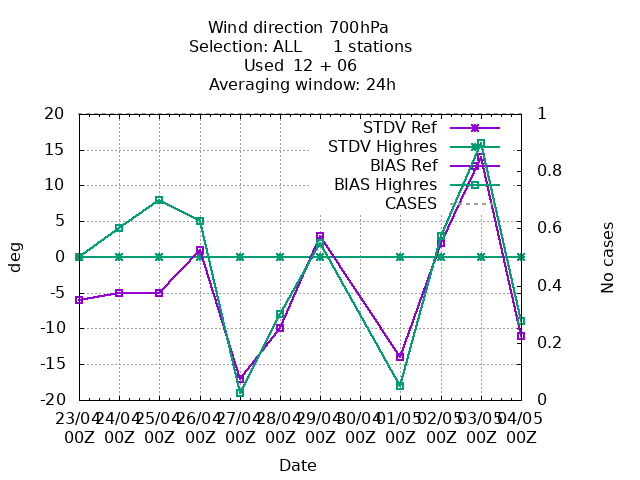 Wind direction 700hPa
Selection: ALL      1 stations
Used  12 + 06
Averaging window: 24h
STDV Ref
STDV Highres
BIAS Ref
BIAS Highres
CASES
20
15
10
5
0
-5
-10
-15
-20
1
0.8
0.6
0.4
0.2
0
deg
No cases
23/04 24/04 25/04 26/04 27/04 28/04 29/04 30/04 01/05 02/05 03/05 04/05
00Z 00Z 00Z 00Z 00Z 00Z 00Z 00Z 00Z 00Z 00Z 00Z
Date